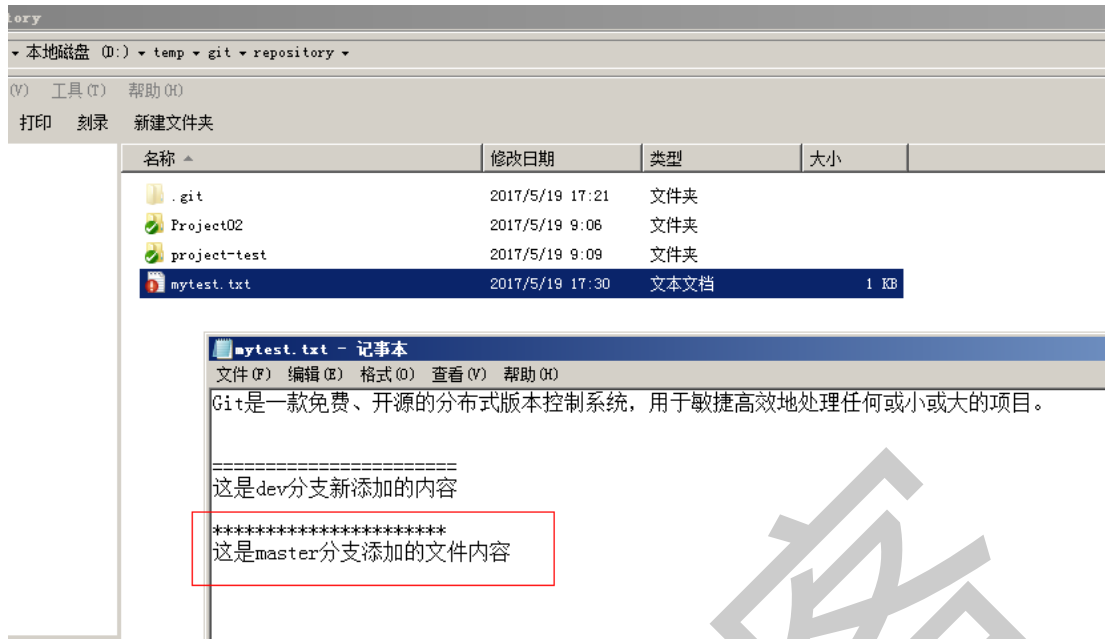 tory
本地磁盘 (D:) temp git repository
(V) 工具(T) 帮助(H)
打印 刻录 新建文件夹
名称 修改日期 类型 大小
.git 2017/5/19 17:21 文件夹
Project02 2017/5/19 9:06 文件夹
project-test 2017/5/19 9:09 文件夹
mytest.txt 2017/5/19 17:30 文本文档 1 KB
mytest.txt - 记事本
文件(F) 编辑(E) 格式(O) 查看(V) 帮助(H)
Git是一款免费、开源的分布式版本控制系统，用于敏捷高效地处理任何或小或大的项目。
=======================
这是dev分支新添加的内容
**********************
这是master分支添加的文件内容